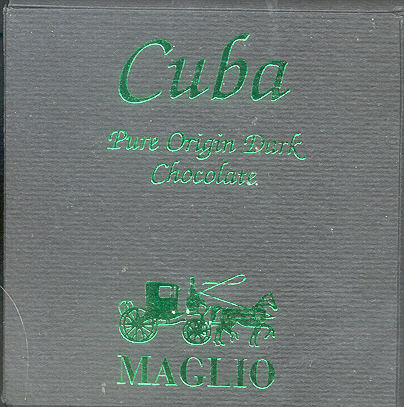 Cuba
Pure Origin Dark
Chocolate
MAGLIO